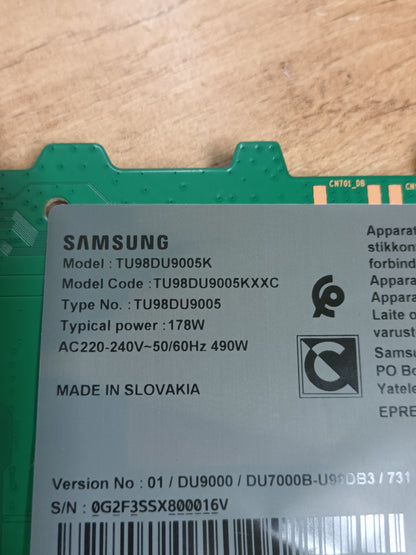 CN701_DB
CN
SAMSUNG
Model : TU98DU9005K
Model Code : TU98DU9005KXXC
Type No. : TU98DU9005
Typical power : 178W
AC220-240V~50/60Hz 490W
MADE IN SLOVAKIA
Apparat
stikkont
forbind
Appara
Appara
Laite o
varuste
Samsu
PO Bo
Yatele
EPRE
Version No : 01 / DU9000 / DU7000B-U98DB3 / 731
S/N : 0G2F3SSX800016V